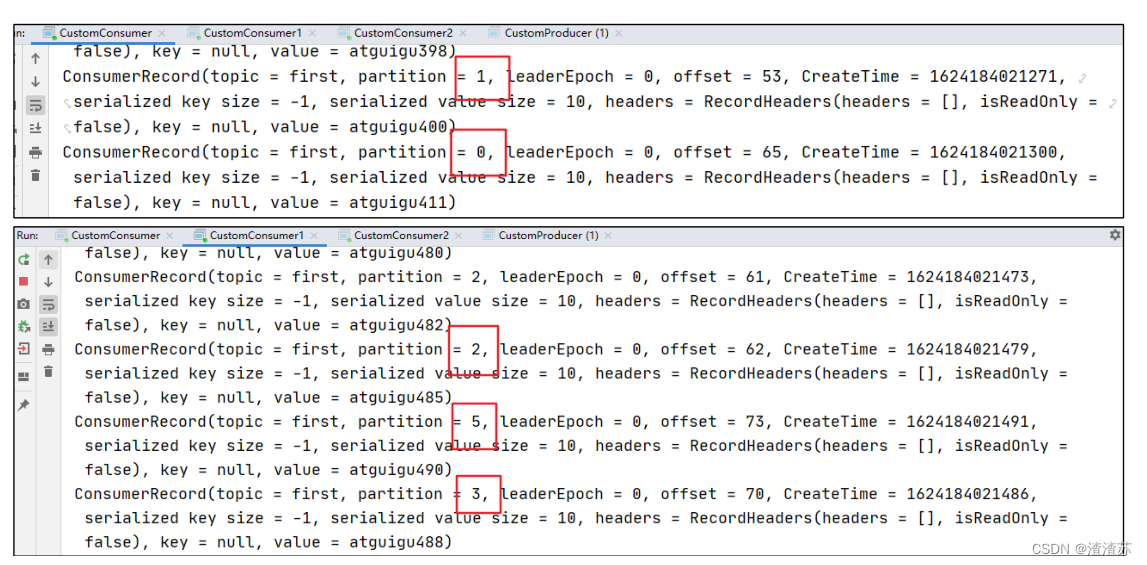 un: CustomConsumer × CustomConsumer1 × CustomConsumer2 × CustomProducer (1) ×
false), key = null, value = atguigu398)
ConsumerRecord(topic = first, partition = 1, leaderEpoch = 0, offset = 53, CreateTime = 1624184021271,
serialized key size = -1, serialized value size = 10, headers = RecordHeaders(headers = [], isReadOnly =
false), key = null, value = atguigu400)
ConsumerRecord(topic = first, partition = 0, leaderEpoch = 0, offset = 65, CreateTime = 1624184021300,
serialized key size = -1, serialized value size = 10, headers = RecordHeaders(headers = [], isReadOnly =
false), key = null, value = atguigu411)
Run: CustomConsumer × CustomConsumer1 × CustomConsumer2 × CustomProducer (1) ×
false), key = null, value = atguigu480)
ConsumerRecord(topic = first, partition = 2, leaderEpoch = 0, offset = 61, CreateTime = 1624184021473,
serialized key size = -1, serialized value size = 10, headers = RecordHeaders(headers = [], isReadOnly =
false), key = null, value = atguigu482)
ConsumerRecord(topic = first, partition = 2, leaderEpoch = 0, offset = 62, CreateTime = 1624184021479,
serialized key size = -1, serialized value size = 10, headers = RecordHeaders(headers = [], isReadOnly =
false), key = null, value = atguigu485)
ConsumerRecord(topic = first, partition = 5, leaderEpoch = 0, offset = 73, CreateTime = 1624184021491,
serialized key size = -1, serialized value size = 10, headers = RecordHeaders(headers = [], isReadOnly =
false), key = null, value = atguigu490)
ConsumerRecord(topic = first, partition = 3, leaderEpoch = 0, offset = 70, CreateTime = 1624184021486,
serialized key size = -1, serialized value size = 10, headers = RecordHeaders(headers = [], isReadOnly =
false), key = null, value = atguigu488)
CSDN @渣渣苏